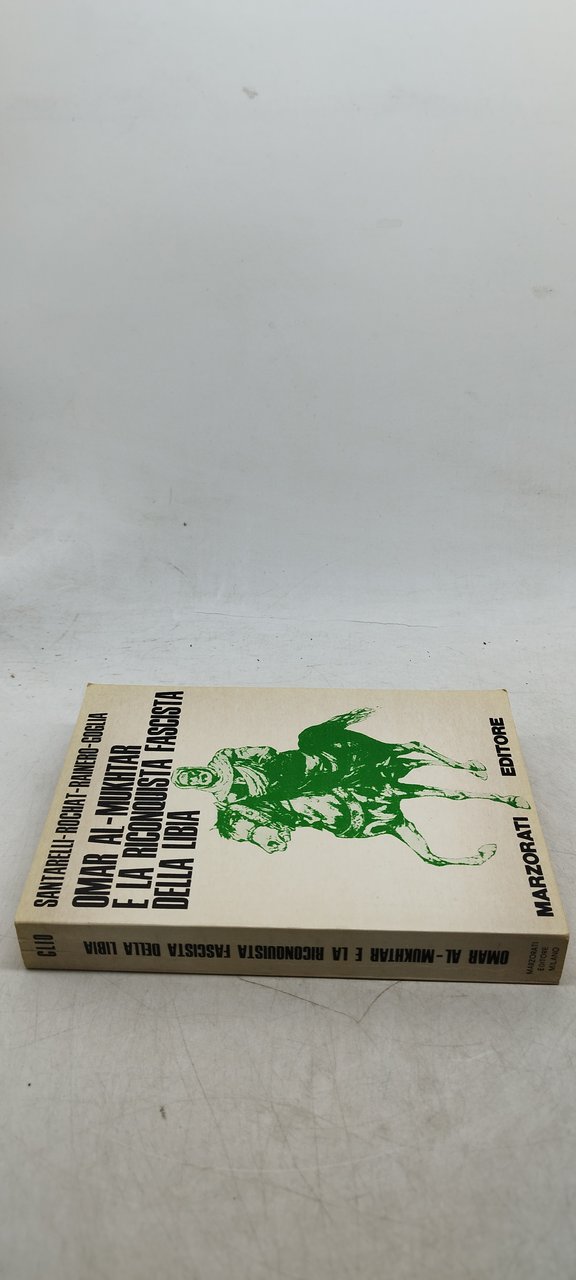 SANTARELLI-ROCHAT-RAINERO-GOGLIA
OMAR AL-MUKHTAR
E LA RICONQUISTA FASCISTA
DELLA LIBIA
MARZORATI EDITORE
CLIO
OMAR AL-MUKHTAR E LA RICONQUISTA FASCISTA DELLA LIBIA
MARZORATI
EDITORE
MILANO